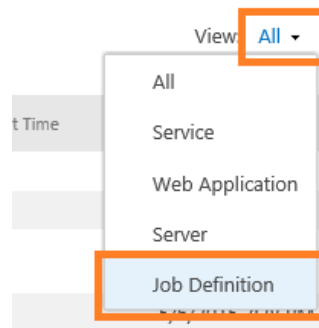 View: All
All
t Time
Service
Web Application
Server
Job Definition